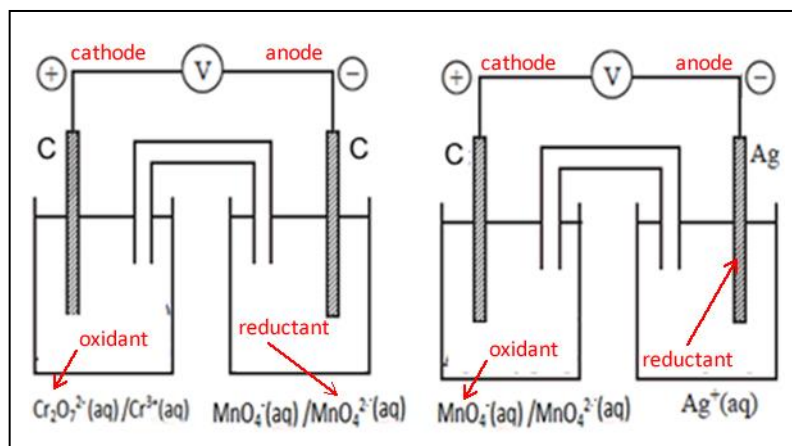 cathode anode
+ V −
C C
oxidant
reductant
Cr₂O₇²⁻(aq)/Cr³⁺(aq)
MnO₄⁻(aq)/MnO₄²⁻(aq)
cathode anode
+ V −
C Ag
oxidant
reductant
MnO₄⁻(aq)/MnO₄²⁻(aq)
Ag⁺(aq)